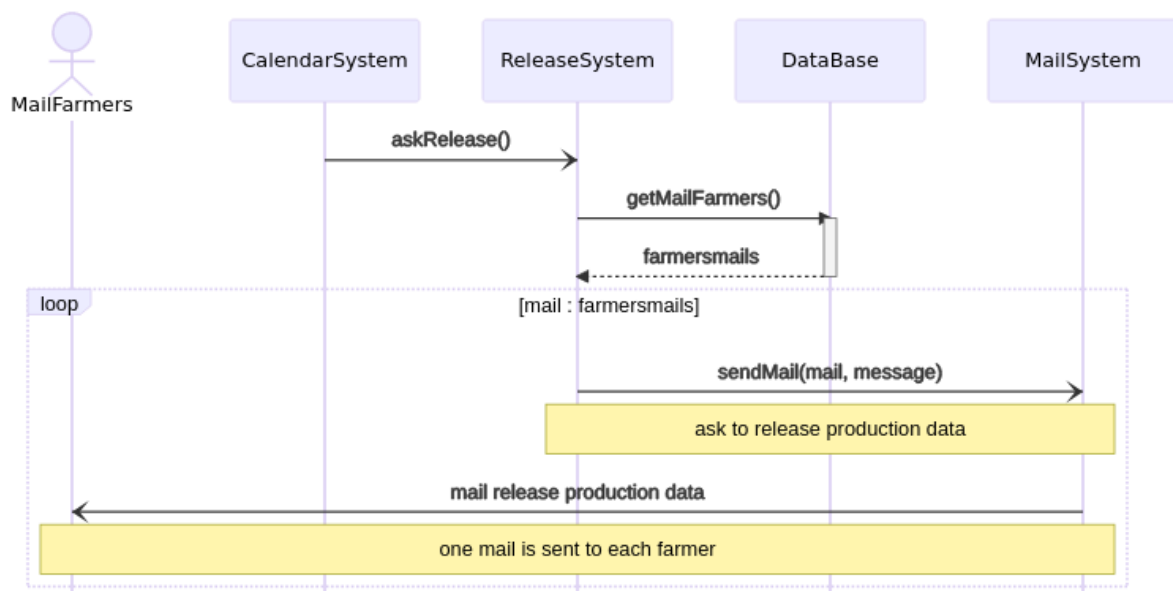 CalendarSystem
ReleaseSystem
DataBase
MailSystem
MailFarmers
askRelease()
getMailFarmers()
farmersmails
loop
[mail : farmersmails]
sendMail(mail, message)
ask to release production data
mail release production data
one mail is sent to each farmer